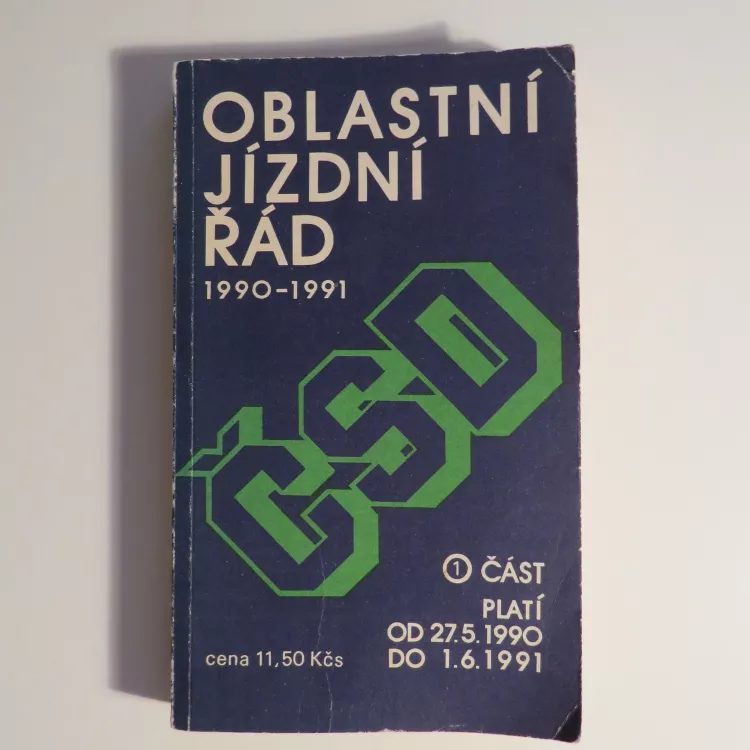 OBLASTNÍ
JÍZDNÍ
ŘÁD
1990–1991
ČSD
1 ČÁST
PLATÍ
OD 27.5.1990
DO 1.6.1991
cena 11,50 Kčs